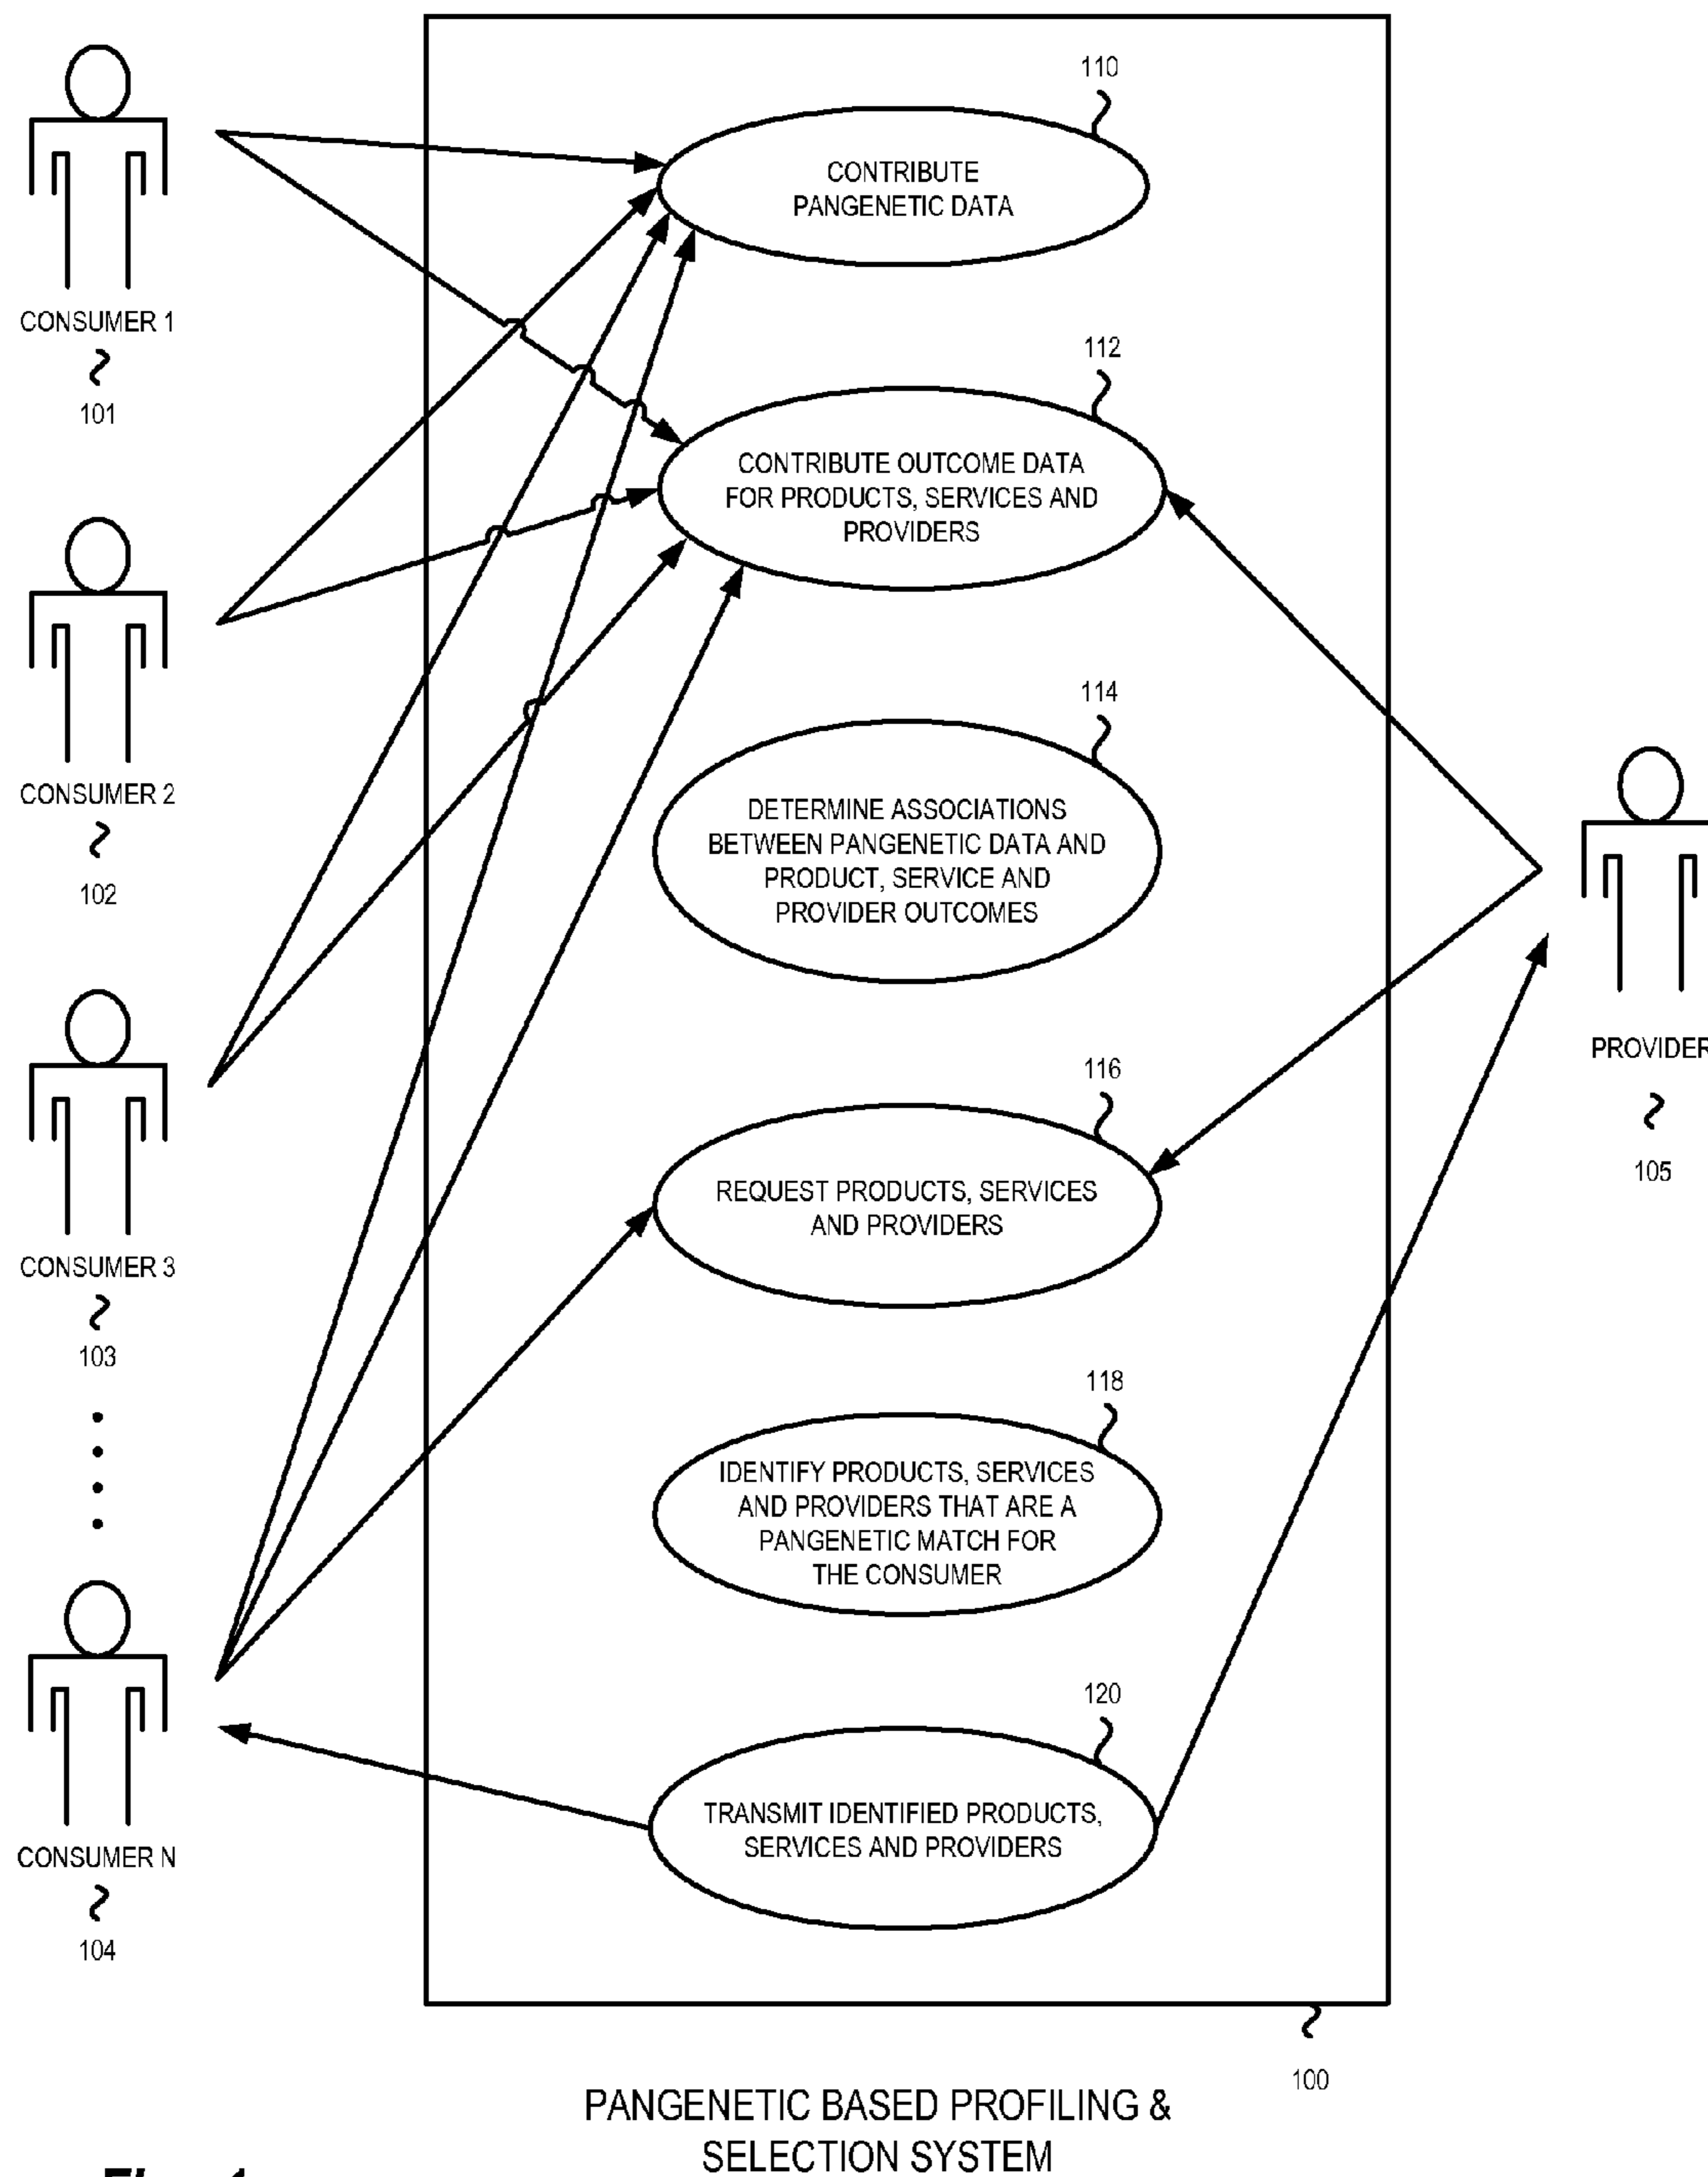 110
CONTRIBUTE
PANGENETIC DATA
CONSUMER 1
101
112
CONTRIBUTE OUTCOME DATA
FOR PRODUCTS, SERVICES AND
PROVIDERS
CONSUMER 2
102
114
DETERMINE ASSOCIATIONS
BETWEEN PANGENETIC DATA AND
PRODUCT, SERVICE AND
PROVIDER OUTCOMES
PROVIDER
105
116
REQUEST PRODUCTS, SERVICES
AND PROVIDERS
CONSUMER 3
103
118
IDENTIFY PRODUCTS, SERVICES
AND PROVIDERS THAT ARE A
PANGENETIC MATCH FOR
THE CONSUMER
120
TRANSMIT IDENTIFIED PRODUCTS,
SERVICES AND PROVIDERS
CONSUMER N
104
100
PANGENETIC BASED PROFILING &
SELECTION SYSTEM